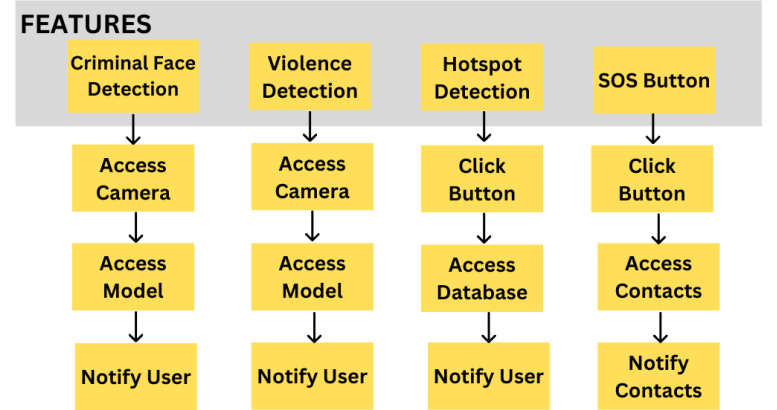 FEATURES
Criminal Face
Detection
Violence
Detection
Hotspot
Detection
SOS Button
Access
Camera
Access
Camera
Click
Button
Click
Button
Access
Model
Access
Model
Access
Database
Access
Contacts
Notify User
Notify User
Notify User
Notify
Contacts